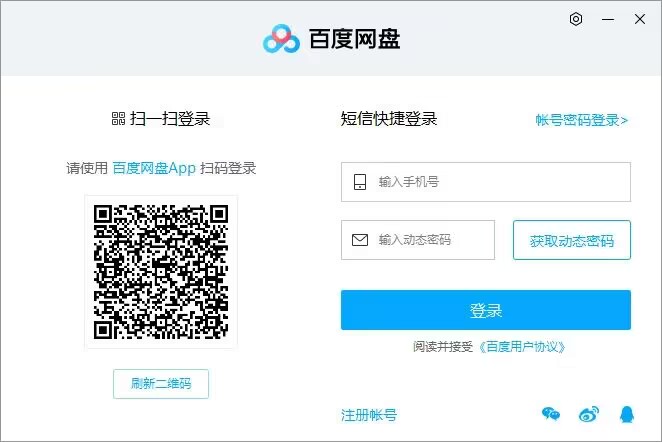 百度网盘
扫一扫登录
请使用 百度网盘App 扫码登录
刷新二维码
短信快捷登录
帐号密码登录>
输入手机号
输入动态密码
获取动态密码
登录
阅读并接受《百度用户协议》
注册帐号